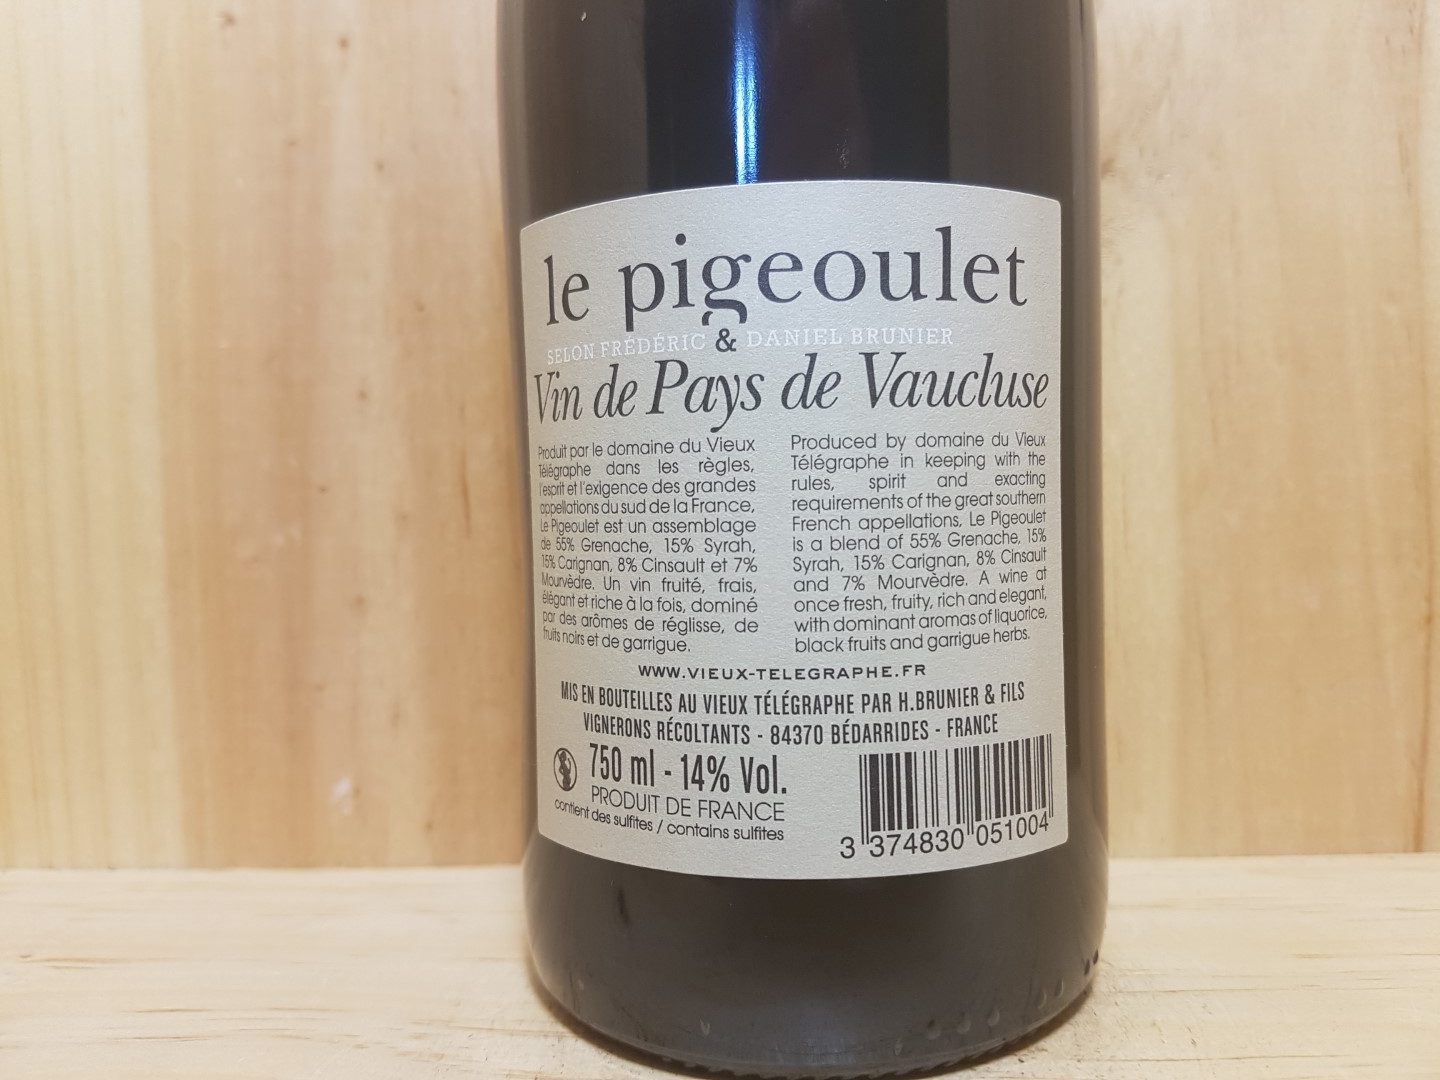 le pigeoulet
SELON FRÉDÉRIC & DANIEL BRUNIER
Vin de Pays de Vaucluse
Produit par le domaine du Vieux
Télégraphe dans les règles,
l'esprit et l'exigence des grandes
appellations du sud de la France,
Le Pigeoulet est un assemblage
de 55% Grenache, 15% Syrah,
15% Carignan, 8% Cinsault et 7%
Mourvèdre. Un vin fruité, frais,
élégant et riche à la fois, dominé
par des arômes de réglisse, de
fruits noirs et de garrigue.
Produced by domaine du Vieux
Télégraphe in keeping with the
rules, spirit and exacting
requirements of the great southern
French appellations, Le Pigeoulet
is a blend of 55% Grenache, 15%
Syrah, 15% Carignan, 8% Cinsault
and 7% Mourvèdre. A wine at
once fresh, fruity, rich and elegant,
with dominant aromas of liquorice,
black fruits and garrigue herbs.
WWW.VIEUX-TELEGRAPHE.FR
MIS EN BOUTEILLES AU VIEUX TÉLÉGRAPHE PAR H.BRUNIER & FILS
VIGNERONS RÉCOLTANTS - 84370 BÉDARRIDES - FRANCE
750 ml - 14% Vol.
PRODUIT DE FRANCE
contient des sulfites / contains sulfites
3 374830 051004